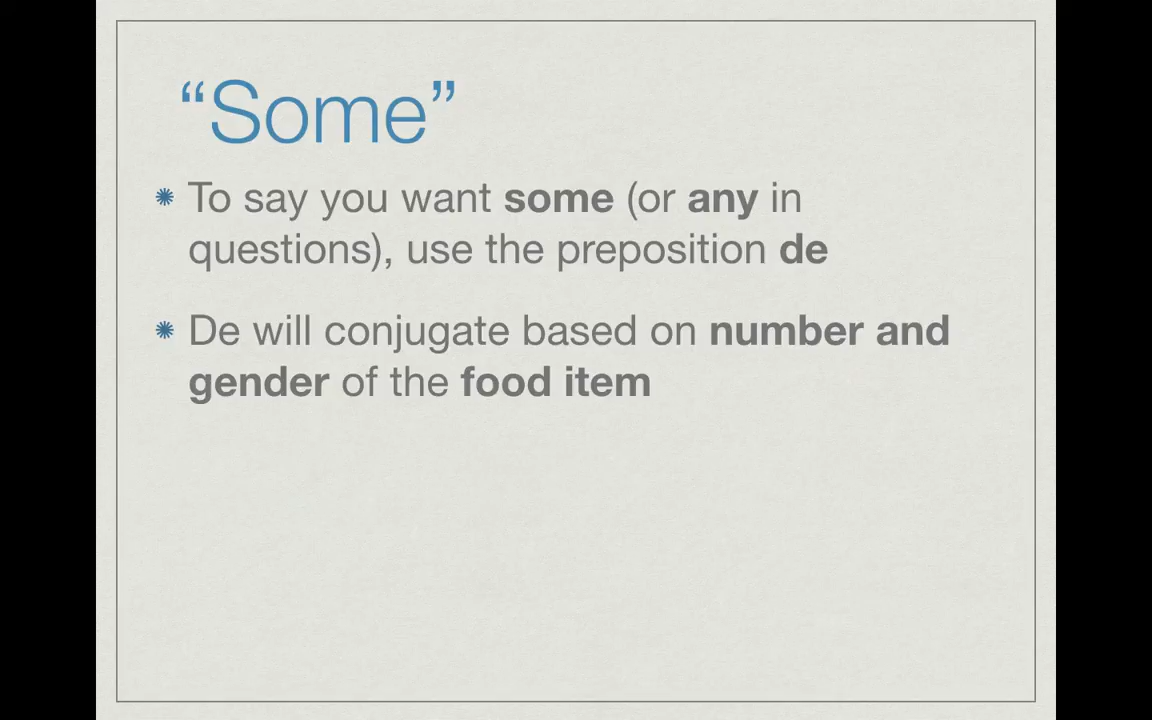 “Some”
To say you want some (or any in
questions), use the preposition de
De will conjugate based on number and
gender of the food item